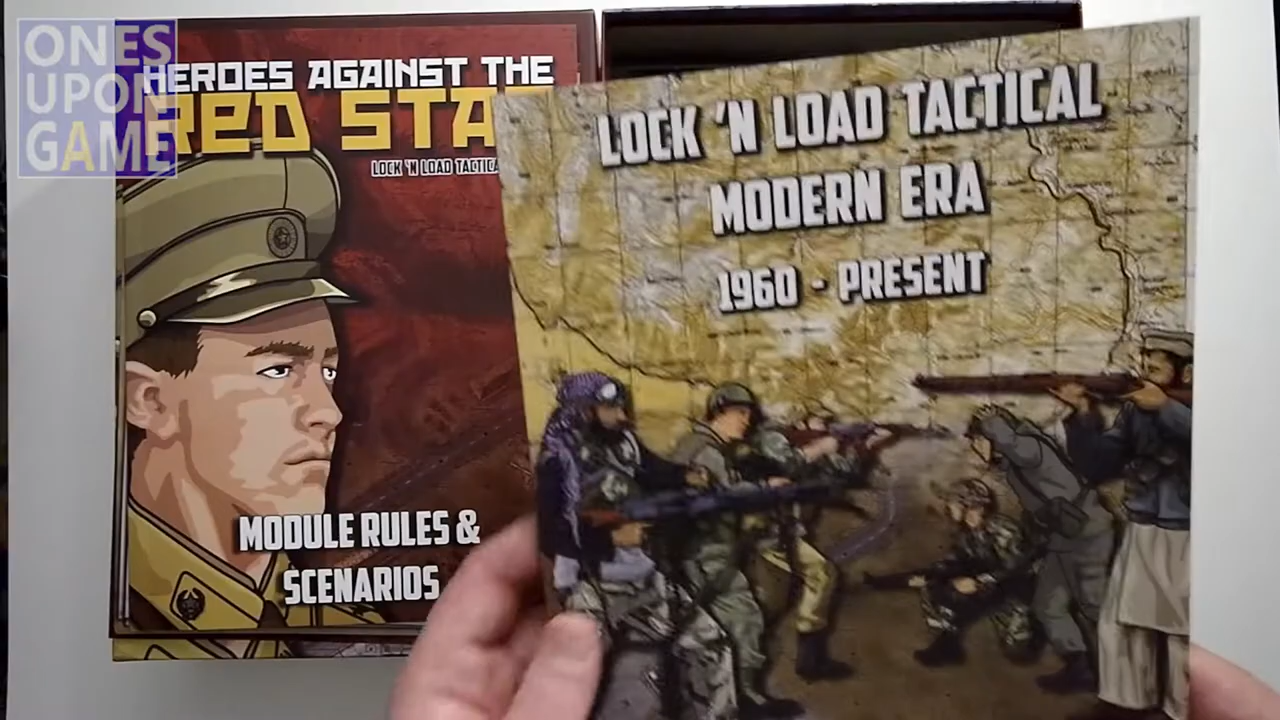 ONES
UPON
GAME
HEROES AGAINST THE
RED STA
LOCK 'N LOAD TACTICA
MODULE RULES &
SCENARIOS
LOCK 'N LOAD TACTICAL
MODERN ERA
1960 - PRESENT